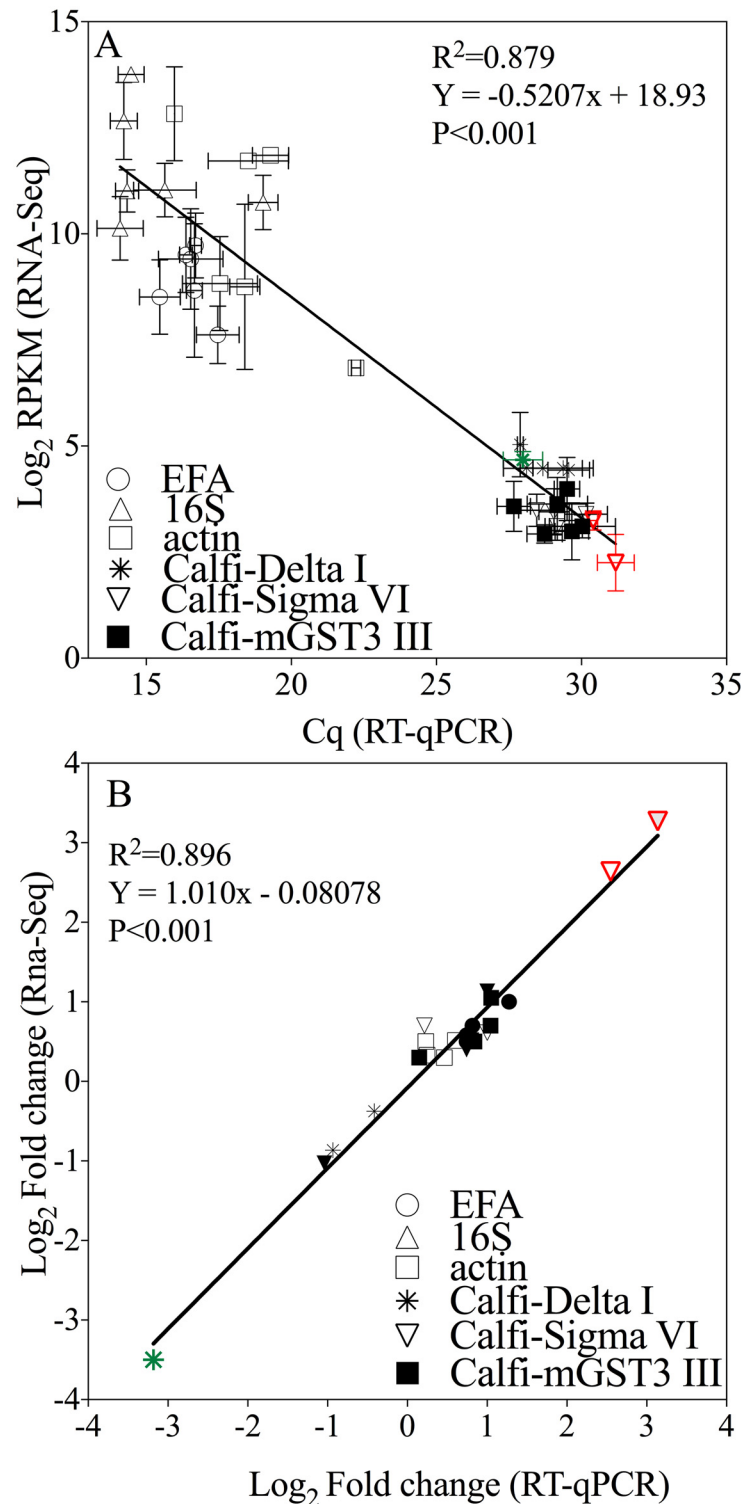 A
R²=0.879
Y = -0.5207x + 18.93
P<0.001
Log₂ RPKM (RNA-Seq)
15
10
5
0
EFA
16S
actin
Calfi-Delta I
Calfi-Sigma VI
Calfi-mGST3 III
15 20 25 30 35
Cq (RT-qPCR)
B
R²=0.896
Y = 1.010x - 0.08078
P<0.001
Log₂ Fold change (Rna-Seq)
4
3
2
1
0
-1
-2
-3
-4
EFA
16S
actin
Calfi-Delta I
Calfi-Sigma VI
Calfi-mGST3 III
-4 -3 -2 -1 0 1 2 3 4
Log₂ Fold change (RT-qPCR)